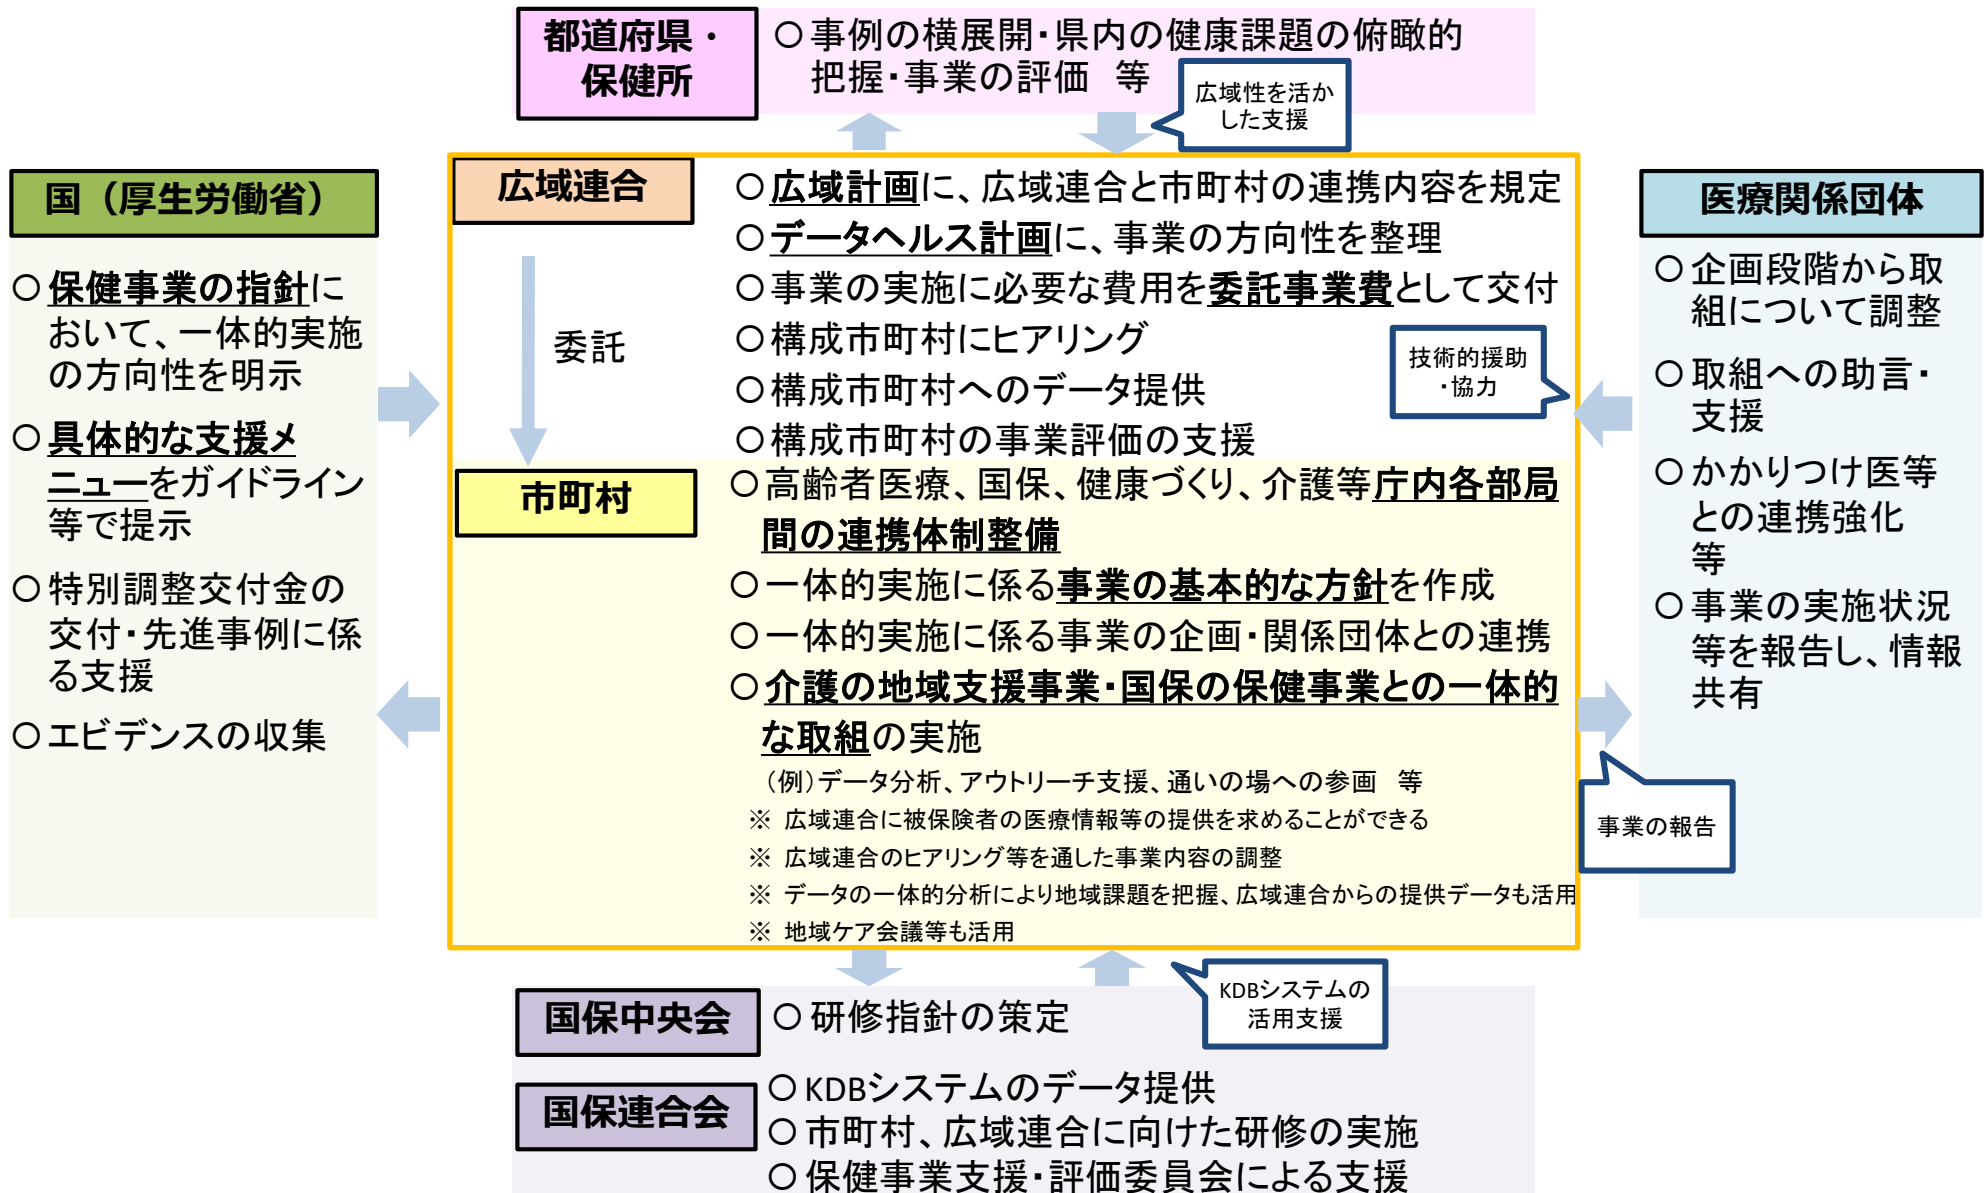 都道府県・
保健所
○事例の横展開・県内の健康課題の俯瞰的
把握・事業の評価　等
広域性を活か
した支援
国（厚生労働省）
○保健事業の指針に
おいて、一体的実施
の方向性を明示
○具体的な支援メ
ニューをガイドライン
等で提示
○特別調整交付金の
交付・先進事例に係
る支援
○エビデンスの収集
広域連合
委託
○広域計画に、広域連合と市町村の連携内容を規定
○データヘルス計画に、事業の方向性を整理
○事業の実施に必要な費用を委託事業費として交付
○構成市町村にヒアリング
○構成市町村へのデータ提供
○構成市町村の事業評価の支援
技術的援助
・協力
市町村
○高齢者医療、国保、健康づくり、介護等庁内各部局
間の連携体制整備
○一体的実施に係る事業の基本的な方針を作成
○一体的実施に係る事業の企画・関係団体との連携
○介護の地域支援事業・国保の保健事業との一体的
な取組の実施
（例）データ分析、アウトリーチ支援、通いの場への参画　等
※ 広域連合に被保険者の医療情報等の提供を求めることができる
※ 広域連合のヒアリング等を通した事業内容の調整
※ データの一体的分析により地域課題を把握、広域連合からの提供データも活用
※ 地域ケア会議等も活用
医療関係団体
○企画段階から取
組について調整
○取組への助言・
支援
○かかりつけ医等
との連携強化
等
○事業の実施状況
等を報告し、情報
共有
事業の報告
国保中央会
○研修指針の策定
KDBシステムの
活用支援
国保連合会
○KDBシステムのデータ提供
○市町村、広域連合に向けた研修の実施
○保健事業支援・評価委員会による支援